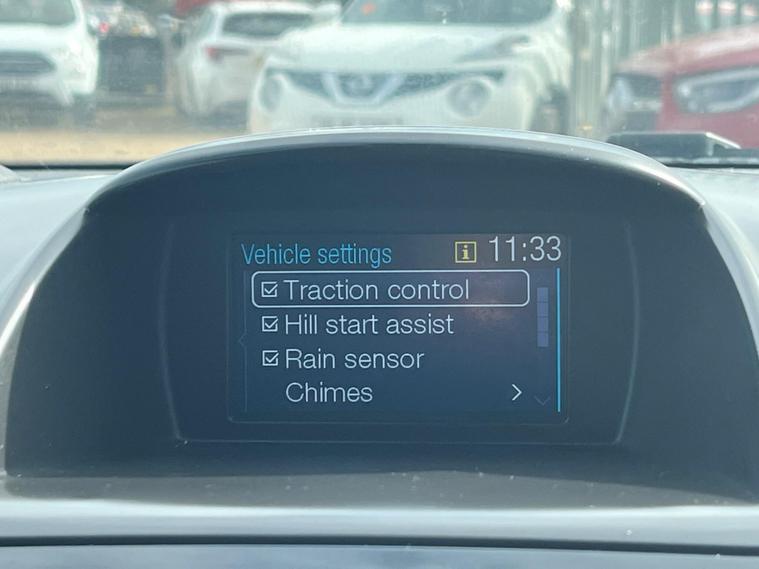 Vehicle settings 11:33
Traction control
Hill start assist
Rain sensor
Chimes